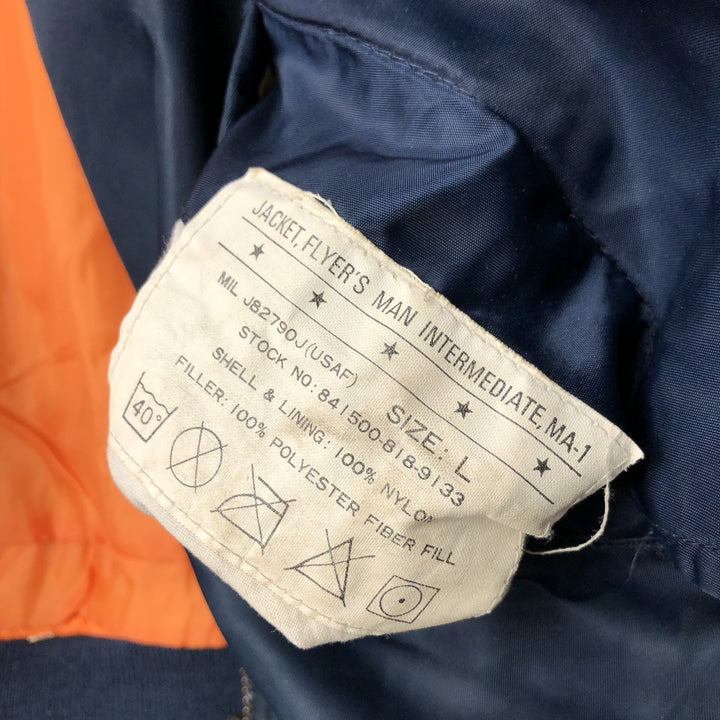 JACKET, FLYER'S MAN INTERMEDIATE, MA-1
MIL J82790J (USAF) SIZE: L
STOCK NO: 841500-818-9133
SHELL & LINING: 100% NYLON
FILLER: 100% POLYESTER FIBER FILL
40°